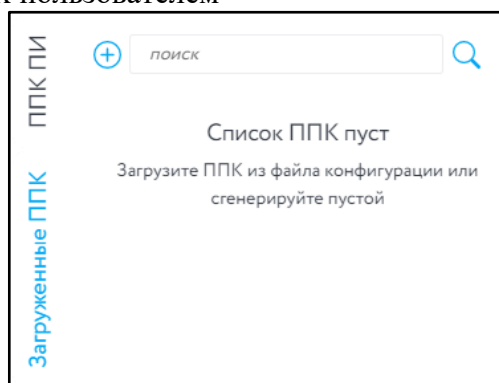 пользователем
ППК ПИ
Загруженные ППК
поиск
Список ППК пуст
Загрузите ППК из файла конфигурации или
сгенерируйте пустой